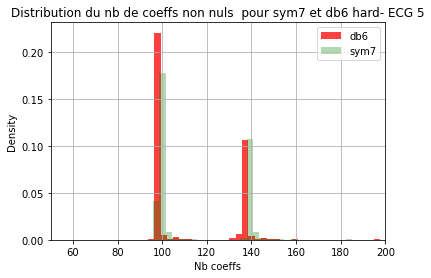 Distribution du nb de coeffs non nuls  pour sym7 et db6 hard- ECG 5
db6
sym7
0.20
0.15
0.10
0.05
0.00
Density
60 80 100 120 140 160 180 200
Nb coeffs